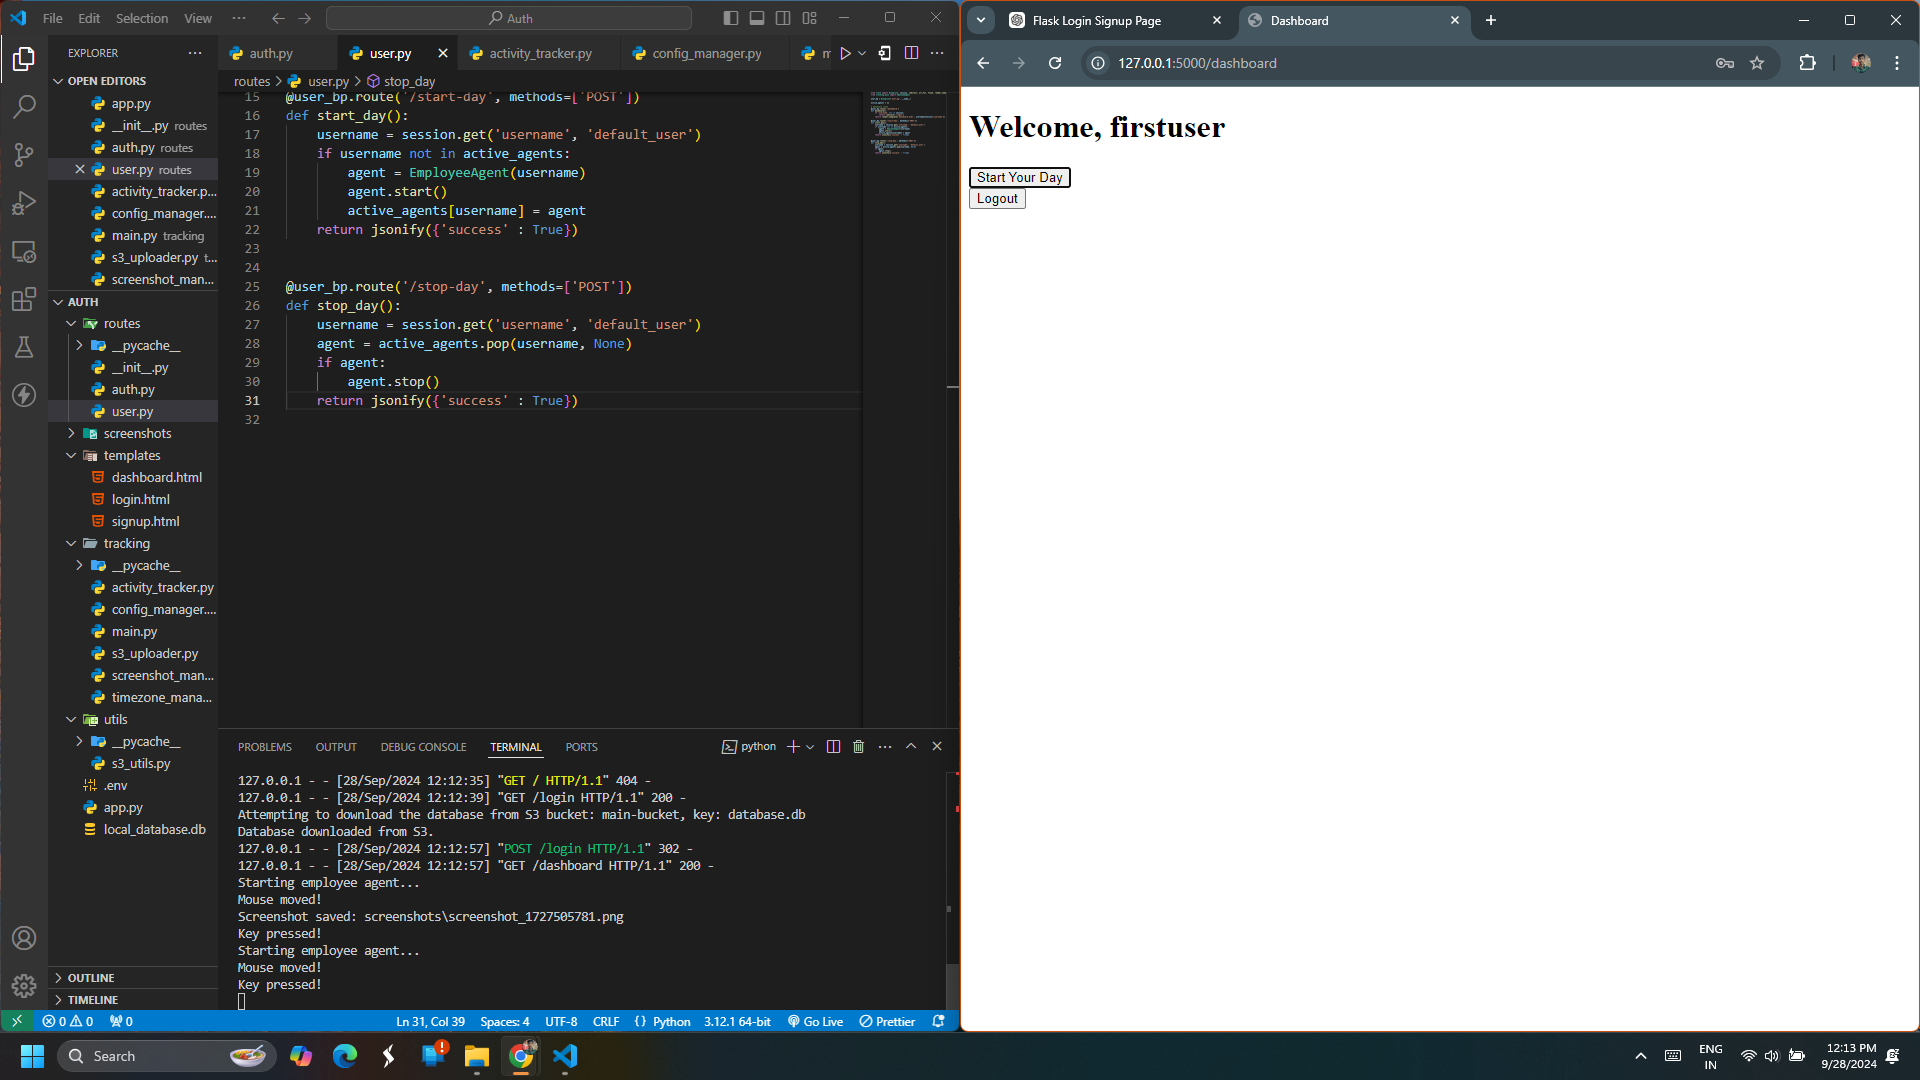 File Edit Selection View ··· Auth
EXPLORER ···
OPEN EDITORS
app.py
__init__.py routes
auth.py routes
user.py routes
activity_tracker.p...
config_manager....
main.py tracking
s3_uploader.py t...
screenshot_man...
AUTH
routes
__pycache__
__init__.py
auth.py
user.py
screenshots
templates
dashboard.html
login.html
signup.html
tracking
__pycache__
activity_tracker.py
config_manager....
main.py
s3_uploader.py
screenshot_man...
timezone_mana...
utils
__pycache__
s3_utils.py
.env
app.py
local_database.db
OUTLINE
TIMELINE
auth.py user.py activity_tracker.py config_manager.py m
routes > user.py > stop_day
15 @user_bp.route('/start-day', methods=['POST'])
16 def start_day():
17 username = session.get('username', 'default_user')
18 if username not in active_agents:
19 agent = EmployeeAgent(username)
20 agent.start()
21 active_agents[username] = agent
22 return jsonify({'success' : True})
23
24
25 @user_bp.route('/stop-day', methods=['POST'])
26 def stop_day():
27 username = session.get('username', 'default_user')
28 agent = active_agents.pop(username, None)
29 if agent:
30 agent.stop()
31 return jsonify({'success' : True})
32
PROBLEMS OUTPUT DEBUG CONSOLE TERMINAL PORTS python
127.0.0.1 - - [28/Sep/2024 12:12:35] "GET / HTTP/1.1" 404 -
127.0.0.1 - - [28/Sep/2024 12:12:39] "GET /login HTTP/1.1" 200 -
Attempting to download the database from S3 bucket: main-bucket, key: database.db
Database downloaded from S3.
127.0.0.1 - - [28/Sep/2024 12:12:57] "POST /login HTTP/1.1" 302 -
127.0.0.1 - - [28/Sep/2024 12:12:57] "GET /dashboard HTTP/1.1" 200 -
Starting employee agent...
Mouse moved!
Screenshot saved: screenshots\screenshot_1727505781.png
Key pressed!
Starting employee agent...
Mouse moved!
Key pressed!
0 0 0 Ln 31, Col 39 Spaces: 4 UTF-8 CRLF {} Python 3.12.1 64-bit Go Live Prettier
Flask Login Signup Page Dashboard
127.0.0.1:5000/dashboard
Welcome, firstuser
Start Your Day
Logout
Search
ENG
IN
12:13 PM
9/28/2024